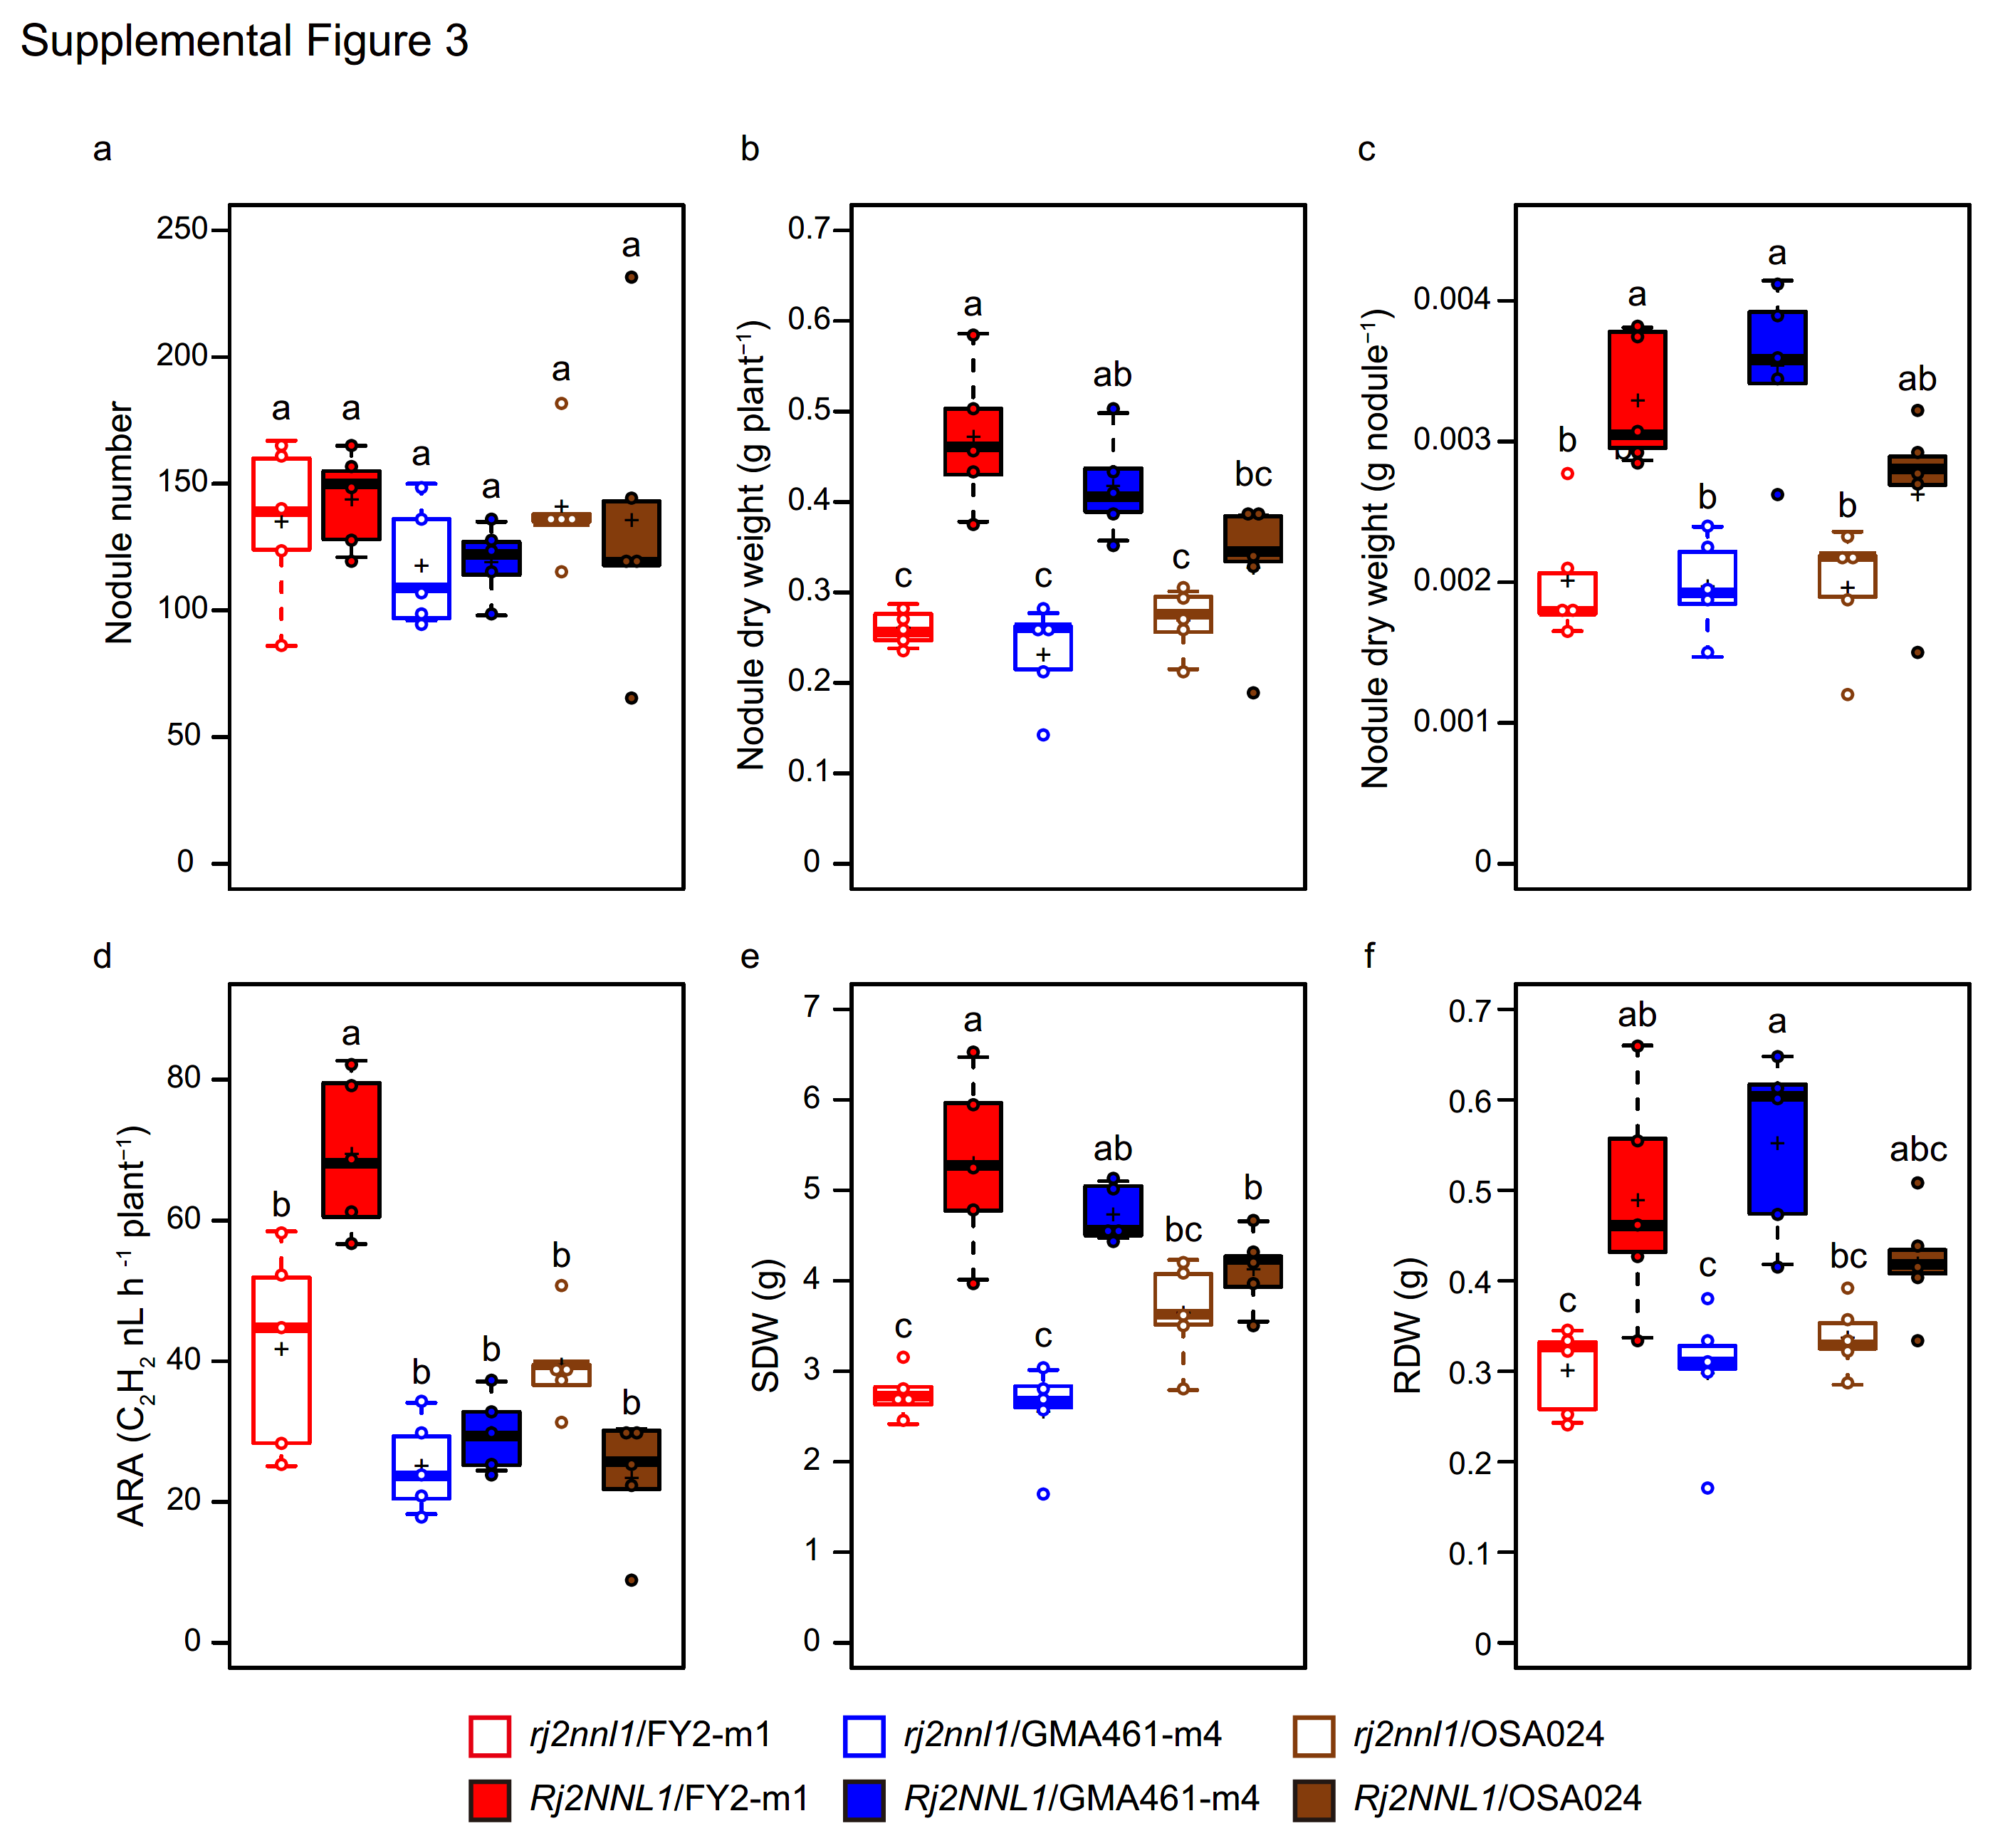 Supplemental Figure 3
a
Nodule number
250
200
150
100
50
0
a a a a a a
b
Nodule dry weight (g plant⁻¹)
0.7
0.6
0.5
0.4
0.3
0.2
0.1
0
c a c ab c bc
c
Nodule dry weight (g nodule⁻¹)
0.004
0.003
0.002
0.001
0
b a b a b ab
d
ARA (C₂H₂ nL h⁻¹ plant⁻¹)
80
60
40
20
0
b a b b b b
e
SDW (g)
7
6
5
4
3
2
1
0
c a c ab bc b
f
RDW (g)
0.7
0.6
0.5
0.4
0.3
0.2
0.1
0
c ab c a bc abc
rj2nnl1/FY2-m1 rj2nnl1/GMA461-m4 rj2nnl1/OSA024
Rj2NNL1/FY2-m1 Rj2NNL1/GMA461-m4 Rj2NNL1/OSA024